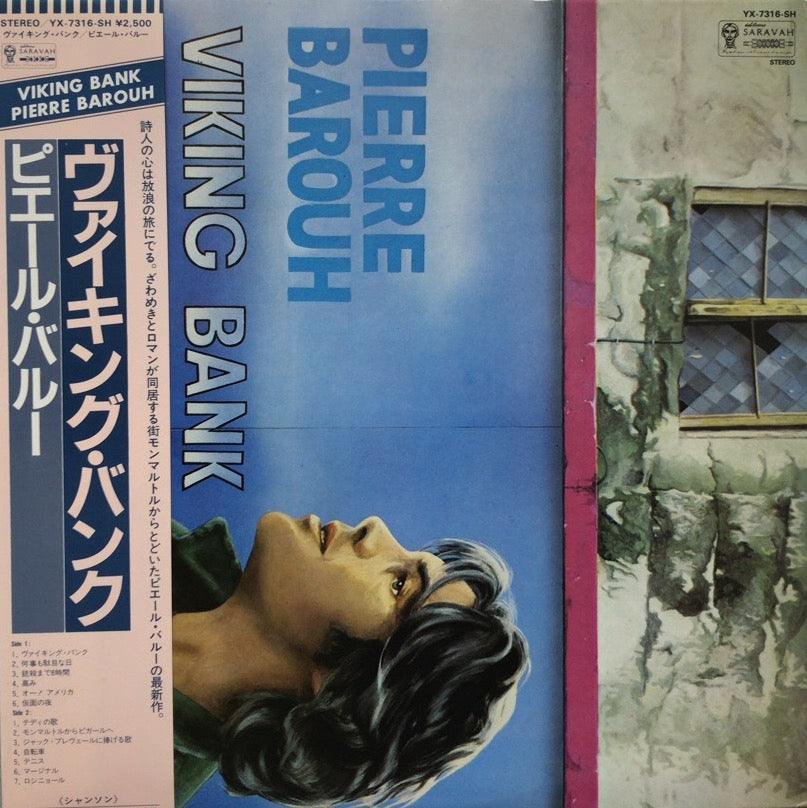 STEREO / YX-7316-SH ¥2,500
ヴァイキング・バンク / ピエール・バルー
éditions
SARAVAH
VIKING BANK
PIERRE BAROUH
詩人の心は放浪の旅にでる。ざわめきとロマンが同居する街モンマルトルからとどいたピエール・バルーの最新作。
ヴァイキング・バンク
ピエール・バルー
Side 1:
1. ヴァイキング・バンク
2. 何事も駄目な日
3. 銃殺まで8時間
4. 高み
5. オーノ アメリカ
6. 仮面の夜
Side 2:
1. テディの歌
2. モンマルトルからピガールへ
3. ジャック・プレヴェールに捧げる歌
4. 自転車
5. テニス
6. マージナル
7. ロシニョール
《シャンソン》
PIERRE
BAROUH
VIKING BANK
YX-7316-SH
éditions
SARAVAH
STEREO